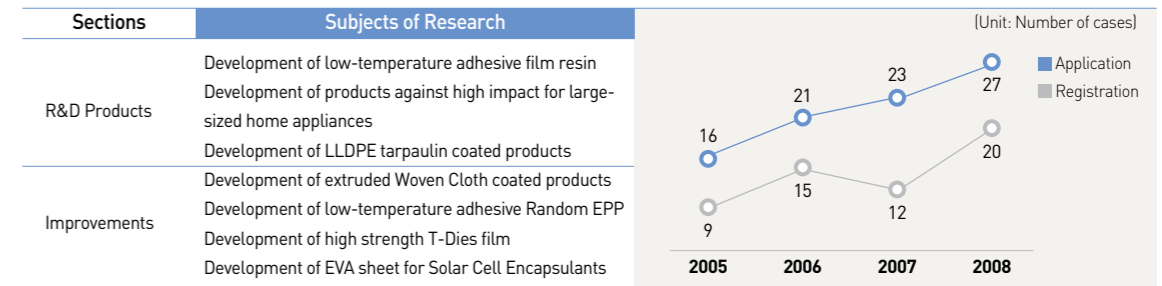 Sections
Subjects of Research
R&D Products
Development of low-temperature adhesive film resin
Development of products against high impact for large-
sized home appliances
Development of LLDPE tarpaulin coated products
Improvements
Development of extruded Woven Cloth coated products
Development of low-temperature adhesive Random EPP
Development of high strength T-Dies film
Development of EVA sheet for Solar Cell Encapsulants
(Unit: Number of cases)
Application
Registration
16
21
23
27
9
15
12
20
2005
2006
2007
2008